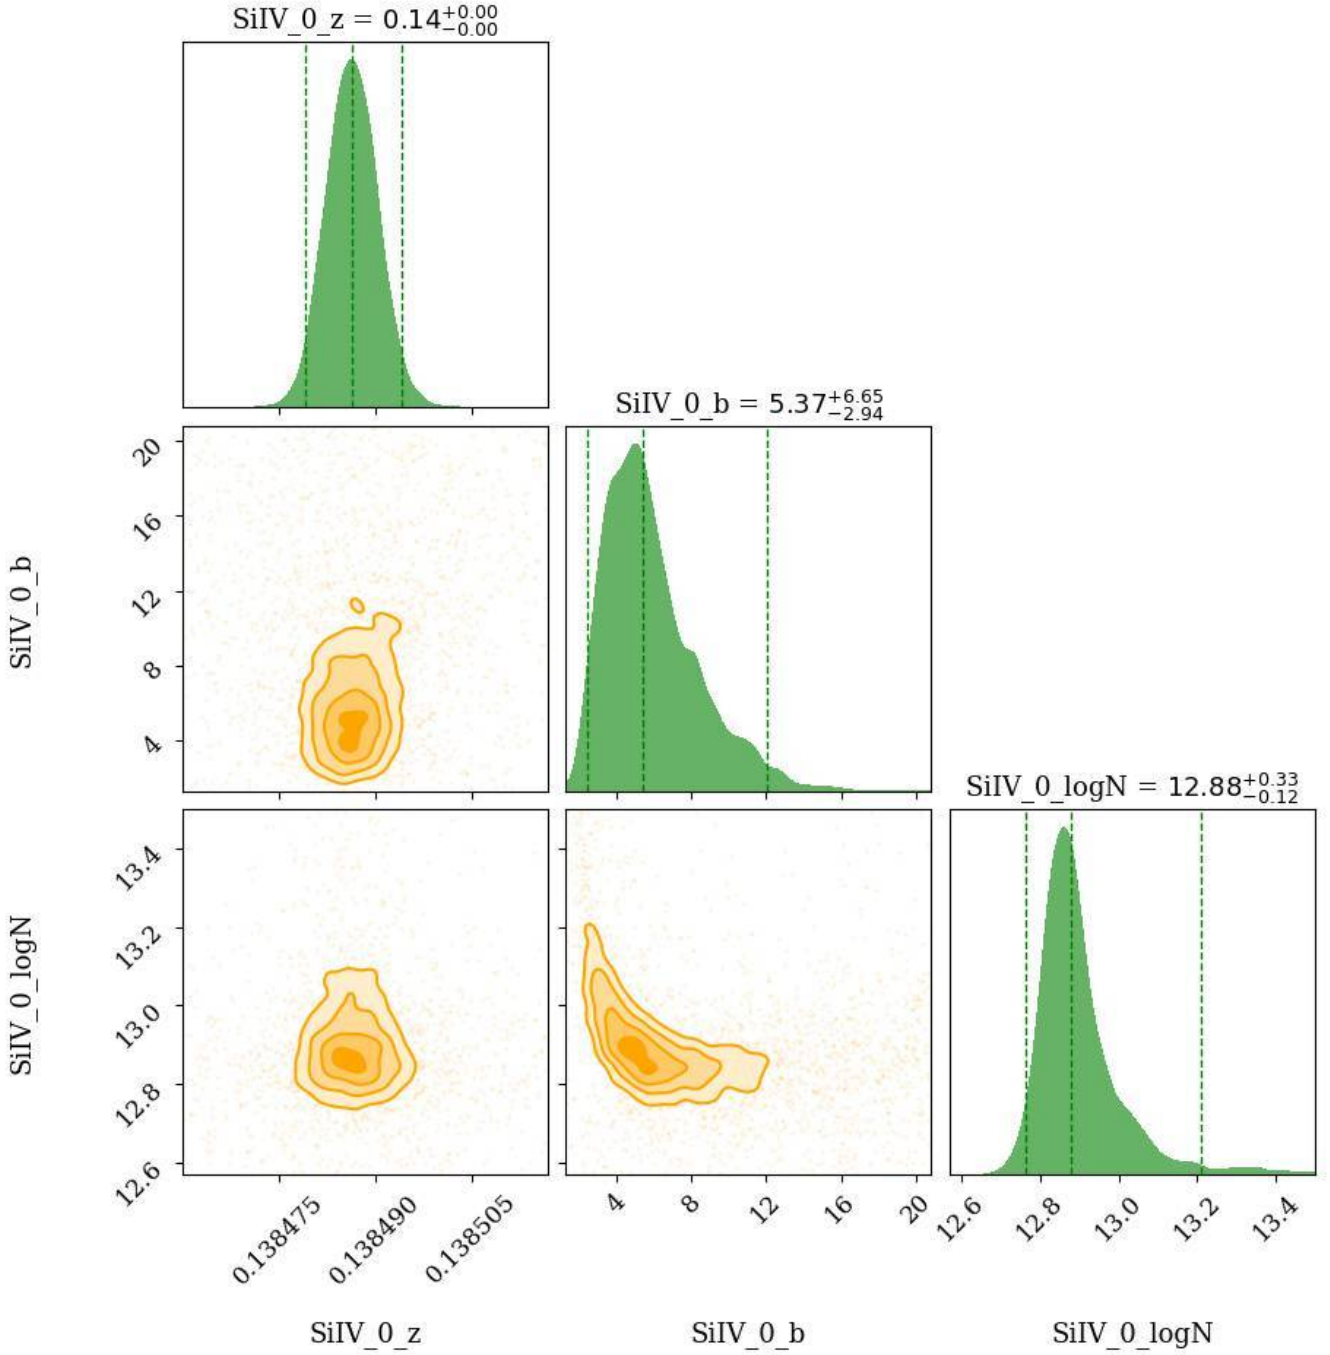 SiIV_0_z = 0.14+0.00 −0.00
SiIV_0_b = 5.37+6.65 −2.94
SiIV_0_b
20
16
12
8
4
SiIV_0_logN = 12.88+0.33 −0.12
SiIV_0_logN
13.4
13.2
13.0
12.8
12.6
0.138475 0.138490 0.138505
4 8 12 16 20
12.6 12.8 13.0 13.2 13.4
SiIV_0_z SiIV_0_b SiIV_0_logN